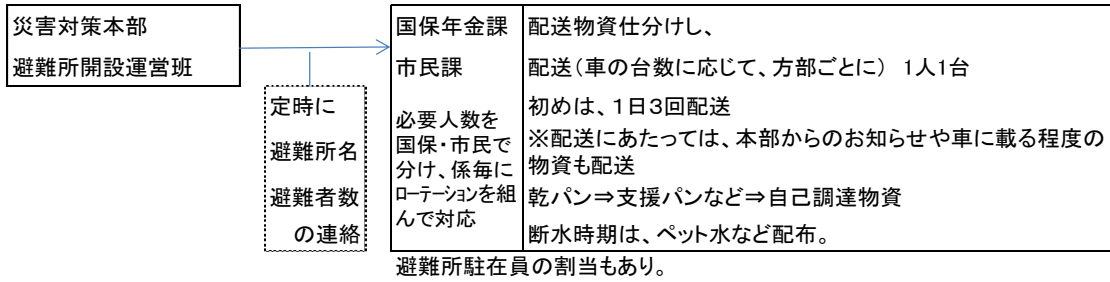 災害対策本部
避難所開設運営班
定時に
避難所名
避難者数
の連絡
国保年金課
市民課
必要人数を
国保・市民で
分け、係毎に
ローテーションを組
んで対応
配送物資仕分けし、
配送（車の台数に応じて、方部ごとに） 1人1台
初めは、1日3回配送
※配送にあたっては、本部からのお知らせや車に載る程度の
物資も配送
乾パン⇒支援パンなど⇒自己調達物資
断水時期は、ペット水など配布。
避難所駐在員の割当もあり。